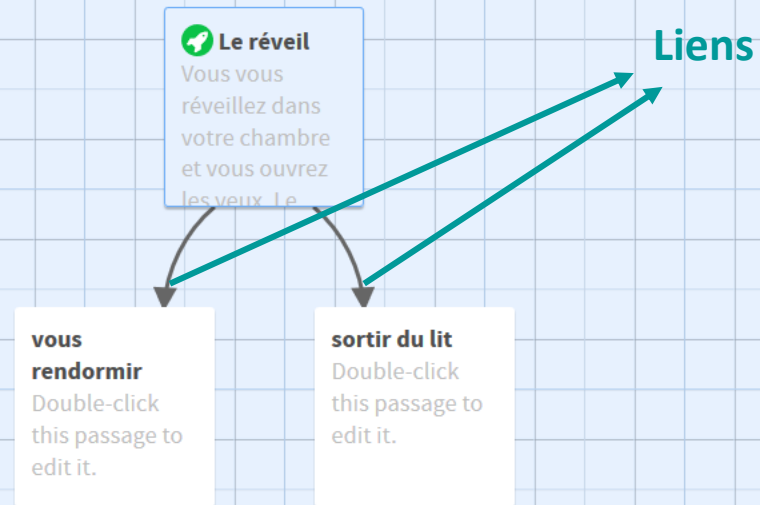 Le réveil
Vous vous
réveillez dans
votre chambre
et vous ouvrez
les yeux. Le
Liens
vous
rendormir
Double-click
this passage to
edit it.
sortir du lit
Double-click
this passage to
edit it.